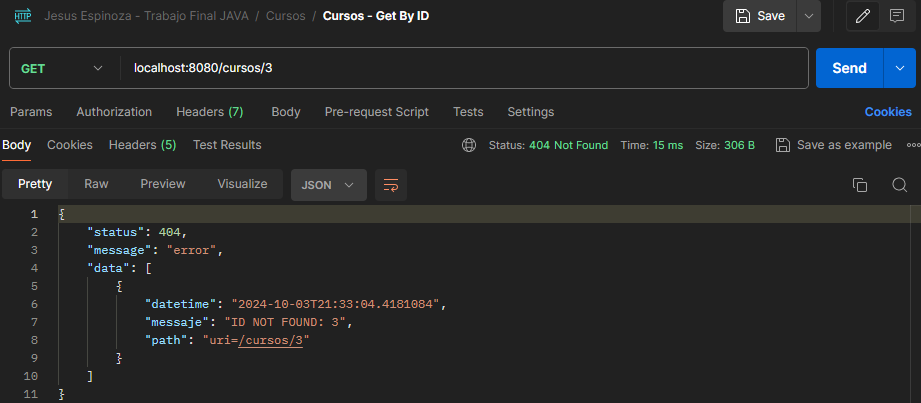 HTTP Jesus Espinoza - Trabajo Final JAVA / Cursos / Cursos - Get By ID Save
GET localhost:8080/cursos/3 Send
Params Authorization Headers (7) Body Pre-request Script Tests Settings Cookies
Body Cookies Headers (5) Test Results Status: 404 Not Found Time: 15 ms Size: 306 B Save as example
Pretty Raw Preview Visualize JSON
1 {
2 "status": 404,
3 "message": "error",
4 "data": [
5 {
6 "datetime": "2024-10-03T21:33:04.4181084",
7 "messaje": "ID NOT FOUND: 3",
8 "path": "uri=/cursos/3"
9 }
10 ]
11 }